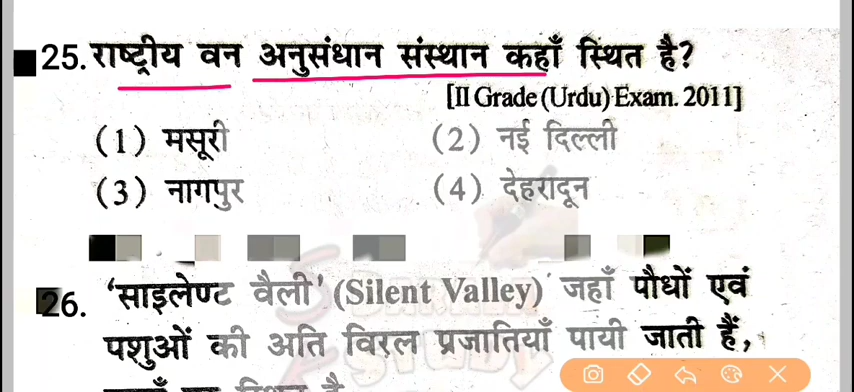 25. राष्ट्रीय वन अनुसंधान संस्थान कहाँ स्थित है?
[II Grade (Urdu) Exam. 2011]
(1) मसूरी (2) नई दिल्ली
(3) नागपुर (4) देहरादून
26. ‘साइलेण्ट वैली’ (Silent Valley) जहाँ पौधों एवं
पशुओं की अति विरल प्रजातियाँ पायी जाती हैं,